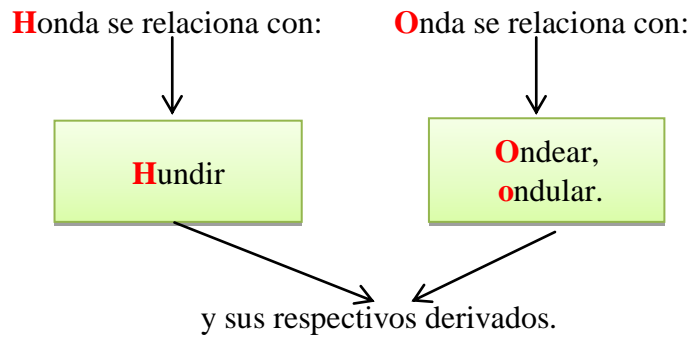 Honda se relaciona con:
Onda se relaciona con:
Hundir
Ondear,
ondular.
y sus respectivos derivados.